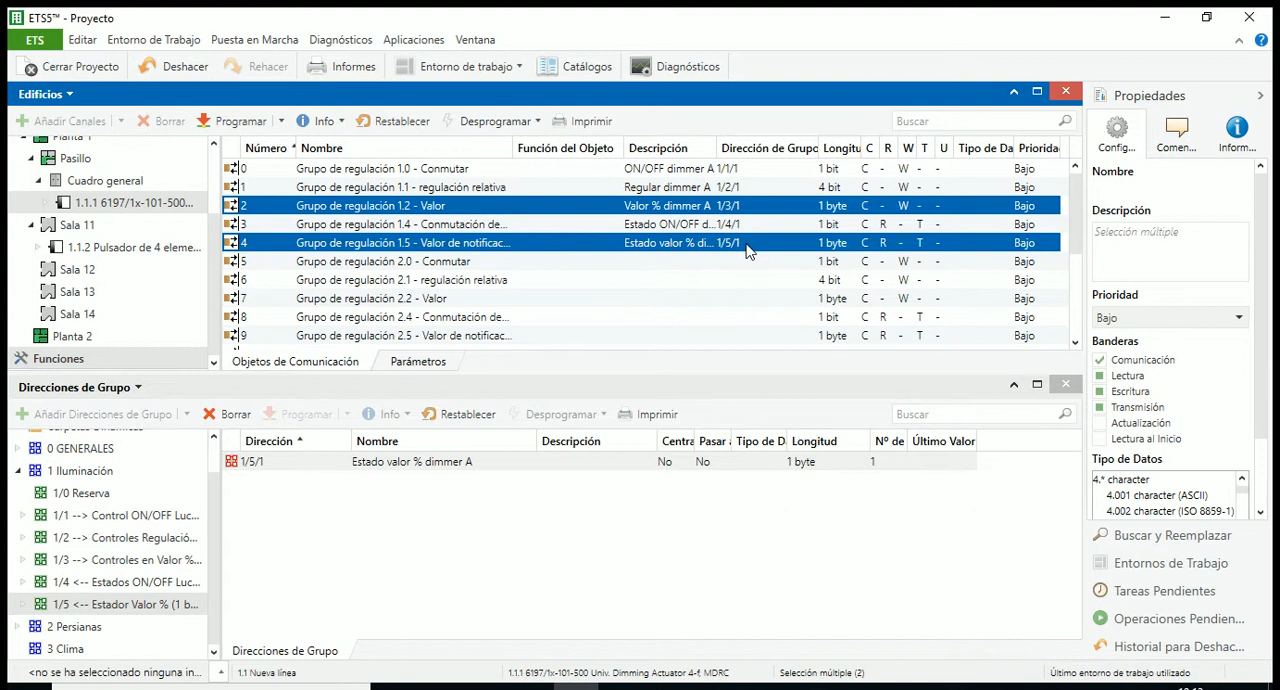 ETS5™ - Proyecto
ETS Editar Entorno de Trabajo Puesta en Marcha Diagnósticos Aplicaciones Ventana
Cerrar Proyecto Deshacer Rehacer Informes Entorno de trabajo Catálogos Diagnósticos
Edificios
Añadir Canales Borrar Programar Info Restablecer Desprogramar Imprimir Buscar
Planta 1
Pasillo
Cuadro general
1.1.1 6197/1x-101-500...
Sala 11
1.1.2 Pulsador de 4 eleme...
Sala 12
Sala 13
Sala 14
Planta 2
Funciones
Número Nombre Función del Objeto Descripción Dirección de Grupo Longitu C R W T U Tipo de Da Priorida
0 Grupo de regulación 1.0 - Conmutar ON/OFF dimmer A 1/1/1 1 bit C - W - - Bajo
1 Grupo de regulación 1.1 - regulación relativa Regular dimmer A 1/2/1 4 bit C - W - - Bajo
2 Grupo de regulación 1.2 - Valor Valor % dimmer A 1/3/1 1 byte C - W - - Bajo
3 Grupo de regulación 1.4 - Conmutación de... Estado ON/OFF d... 1/4/1 1 bit C R - T - Bajo
4 Grupo de regulación 1.5 - Valor de notificac... Estado valor % di... 1/5/1 1 byte C R - T - Bajo
5 Grupo de regulación 2.0 - Conmutar 1 bit C - W - - Bajo
6 Grupo de regulación 2.1 - regulación relativa 4 bit C - W - - Bajo
7 Grupo de regulación 2.2 - Valor 1 byte C - W - - Bajo
8 Grupo de regulación 2.4 - Conmutación de... 1 bit C R - T - Bajo
9 Grupo de regulación 2.5 - Valor de notificac... 1 byte C R - T - Bajo
Objetos de Comunicación Parámetros
Direcciones de Grupo
Añadir Direcciones de Grupo Borrar Programar Info Restablecer Desprogramar Imprimir Buscar
0 GENERALES
1 Iluminación
1/0 Reserva
1/1 --> Control ON/OFF Luc...
1/2 --> Controles Regulació...
1/3 --> Controles en Valor %...
1/4 <-- Estados ON/OFF Luc...
1/5 <-- Estador Valor % (1 b...
2 Persianas
3 Clima
Dirección Nombre Descripción Centra Pasar a Tipo de D Longitud Nº de Último Valor
1/5/1 Estado valor % dimmer A No No 1 byte 1
Direcciones de Grupo
Propiedades
Config... Comen... Inform...
Nombre
Descripción
Selección múltiple
Prioridad
Bajo
Banderas
Comunicación
Lectura
Escritura
Transmisión
Actualización
Lectura al Inicio
Tipo de Datos
4.* character
4.001 character (ASCII)
4.002 character (ISO 8859-1)
Buscar y Reemplazar
Entornos de Trabajo
Tareas Pendientes
Operaciones Pendien...
Historial para Deshac...
<no se ha seleccionado ninguna in... 1.1 Nueva línea 1.1.1 6197/1x-101-500 Univ. Dimming Actuator 4-f, MDRC Selección múltiple (2) Último entorno de trabajo utilizado